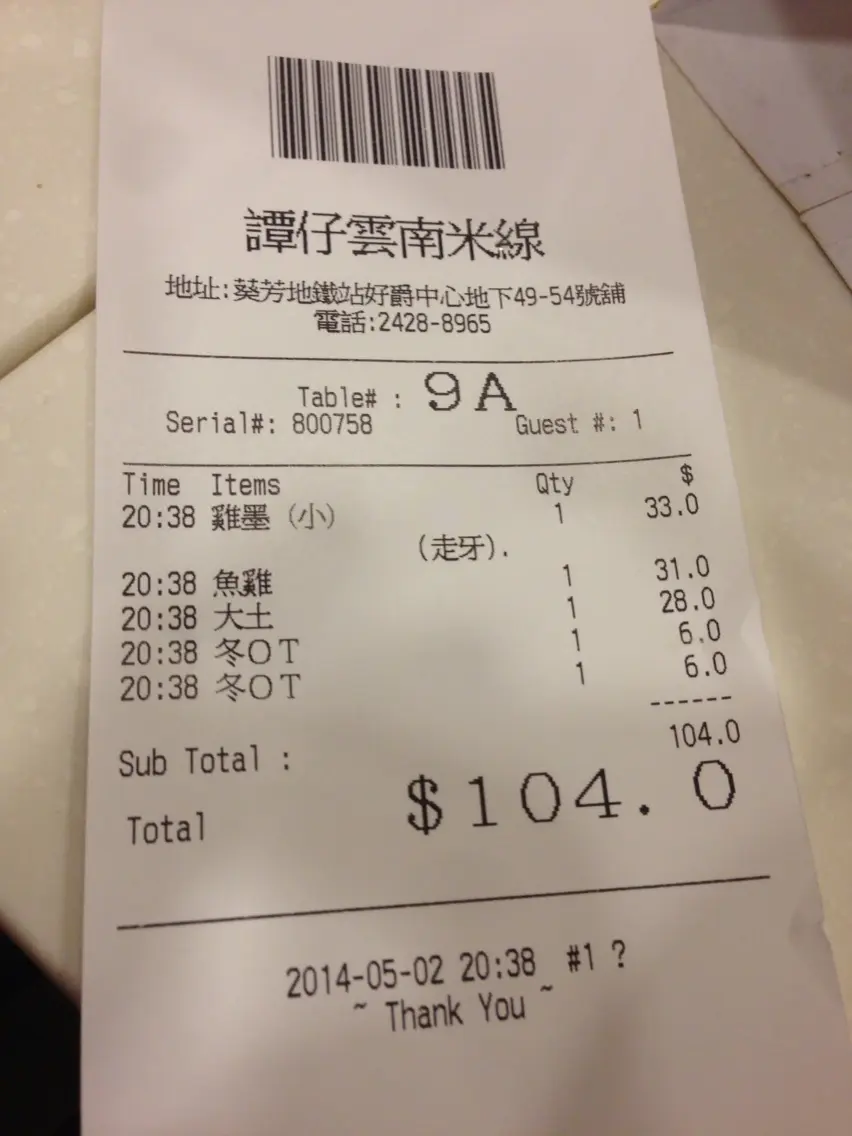 譚仔雲南米線
地址:葵芳地鐵站好爵中心地下49-54號舖
電話:2428-8965
Table# : 9A
Serial#: 800758 Guest #: 1
Time Items Qty $
20:38 雞墨 (小) 1 33.0
(走牙).
20:38 魚雞 1 31.0
20:38 大土 1 28.0
20:38 冬OT 1 6.0
20:38 冬OT 1 6.0
------
Sub Total : 104.0
Total $104.0
2014-05-02 20:38 #1 ?
~ Thank You ~